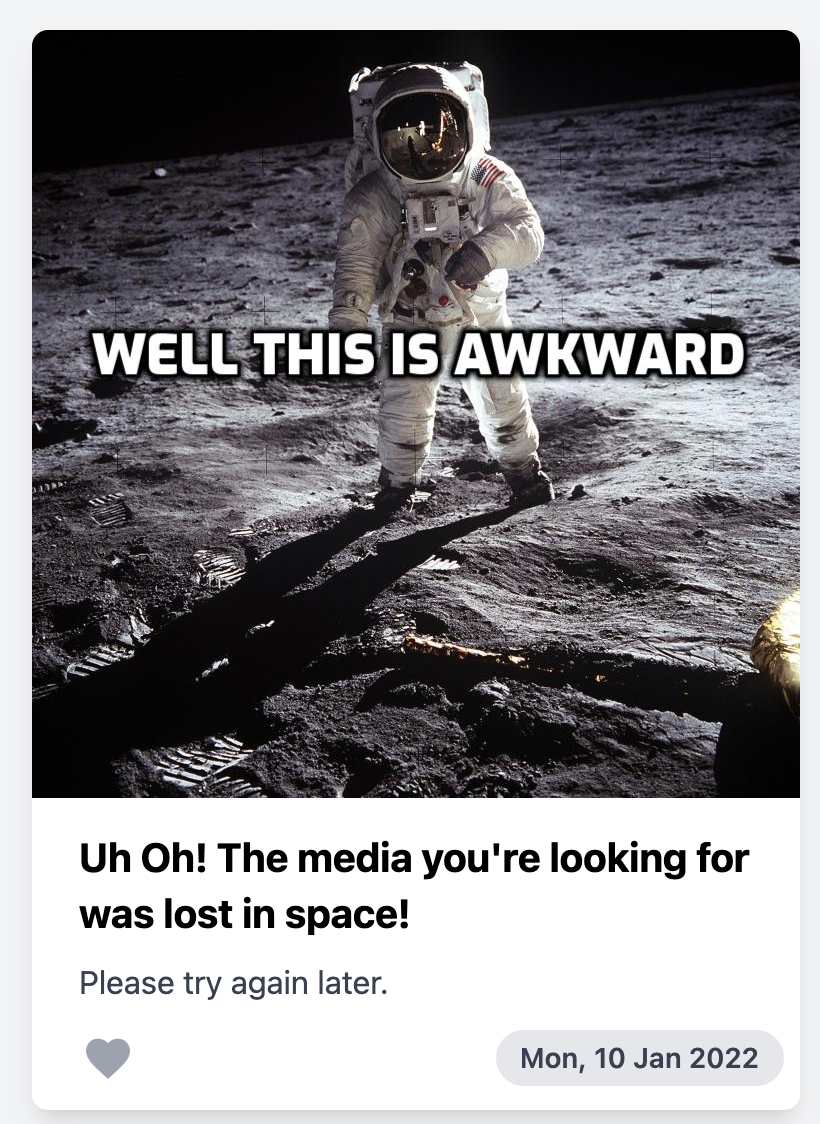 WELL THIS IS AWKWARD
Uh Oh! The media you're looking for
was lost in space!
Please try again later.
Mon, 10 Jan 2022